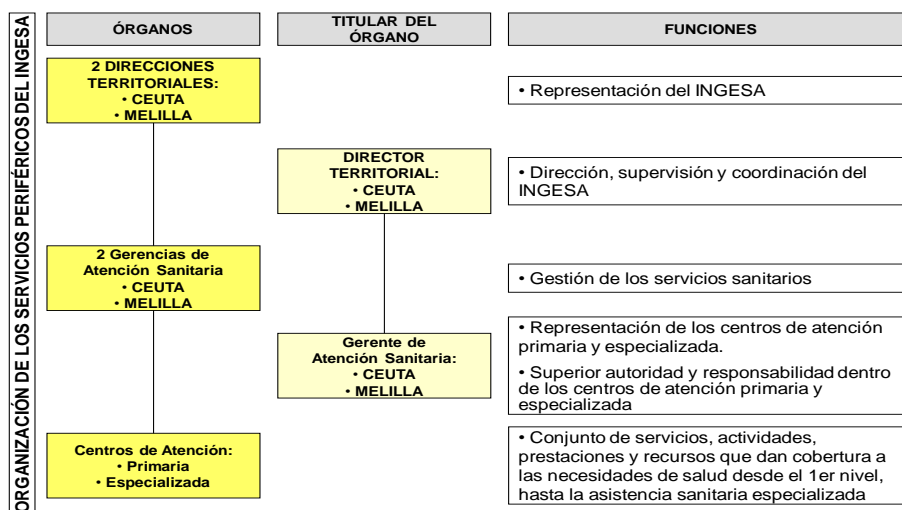 ORGANIZACIÓN DE LOS SERVICIOS PERIFÉRICOS DEL INGESA
ÓRGANOS
TITULAR DEL
ÓRGANO
FUNCIONES
2 DIRECCIONES
TERRITORIALES:
• CEUTA
• MELILLA
• Representación del INGESA
DIRECTOR
TERRITORIAL:
• CEUTA
• MELILLA
• Dirección, supervisión y coordinación del
INGESA
2 Gerencias de
Atención Sanitaria
• CEUTA
• MELILLA
• Gestión de los servicios sanitarios
Gerente de
Atención Sanitaria:
• CEUTA
• MELILLA
• Representación de los centros de atención
primaria y especializada.
• Superior autoridad y responsabilidad dentro
de los centros de atención primaria y
especializada
Centros de Atención:
• Primaria
• Especializada
• Conjunto de servicios, actividades,
prestaciones y recursos que dan cobertura a
las necesidades de salud desde el 1er nivel,
hasta la asistencia sanitaria especializada